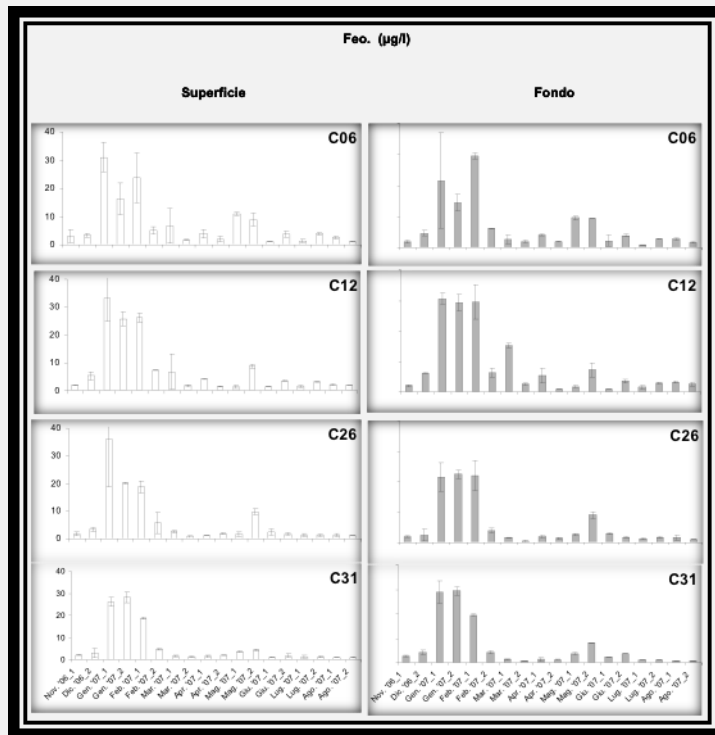 Feo. (µg/l)
Superficie
Fondo
40
30
20
10
0
C06
C06
40
30
20
10
0
C12
C12
40
30
20
10
0
C26
C26
40
30
20
10
0
C31
C31
Nov. '06_1
Dic. '06_2
Gen. '07_1
Gen. '07_2
Feb. '07_1
Feb. '07_2
Mar. '07_1
Mar. '07_2
Apr. '07_1
Apr. '07_2
Mag. '07_1
Mag. '07_2
Giu. '07_1
Giu. '07_2
Lug. '07_1
Lug. '07_2
Ago. '07_1
Ago. '07_2
Nov. '06_1
Dic. '06_2
Gen. '07_1
Gen. '07_2
Feb. '07_1
Feb. '07_2
Mar. '07_1
Mar. '07_2
Apr. '07_1
Apr. '07_2
Mag. '07_1
Mag. '07_2
Giu. '07_1
Giu. '07_2
Lug. '07_1
Lug. '07_2
Ago. '07_1
Ago. '07_2